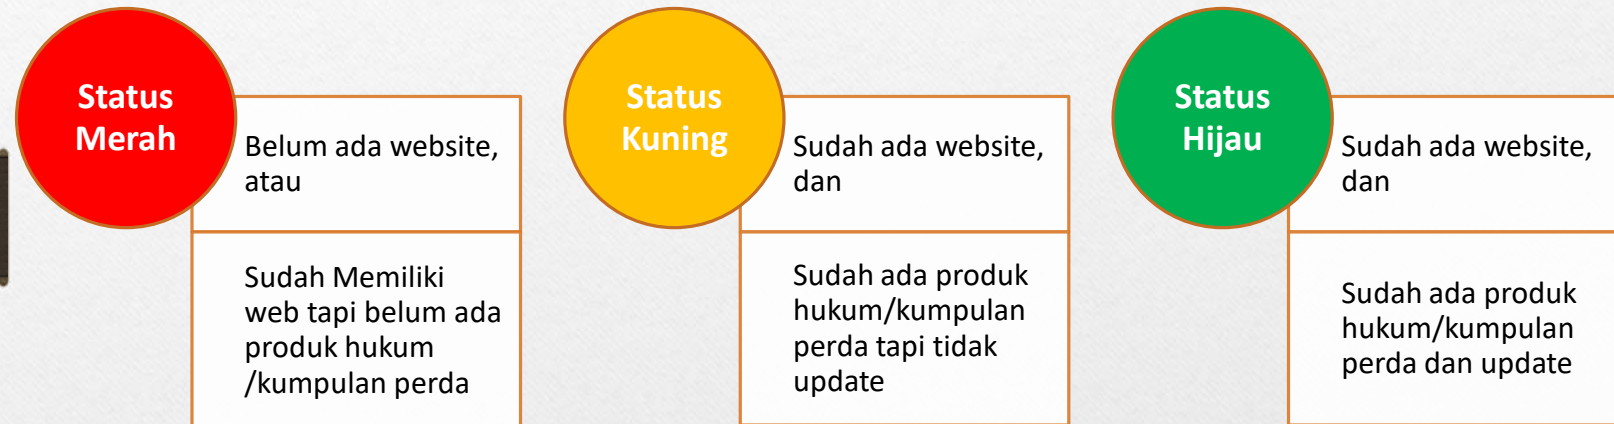 Status
Merah
Belum ada website,
atau
Sudah Memiliki
web tapi belum ada
produk hukum
/kumpulan perda
Status
Kuning
Sudah ada website,
dan
Sudah ada produk
hukum/kumpulan
perda tapi tidak
update
Status
Hijau
Sudah ada website,
dan
Sudah ada produk
hukum/kumpulan
perda dan update